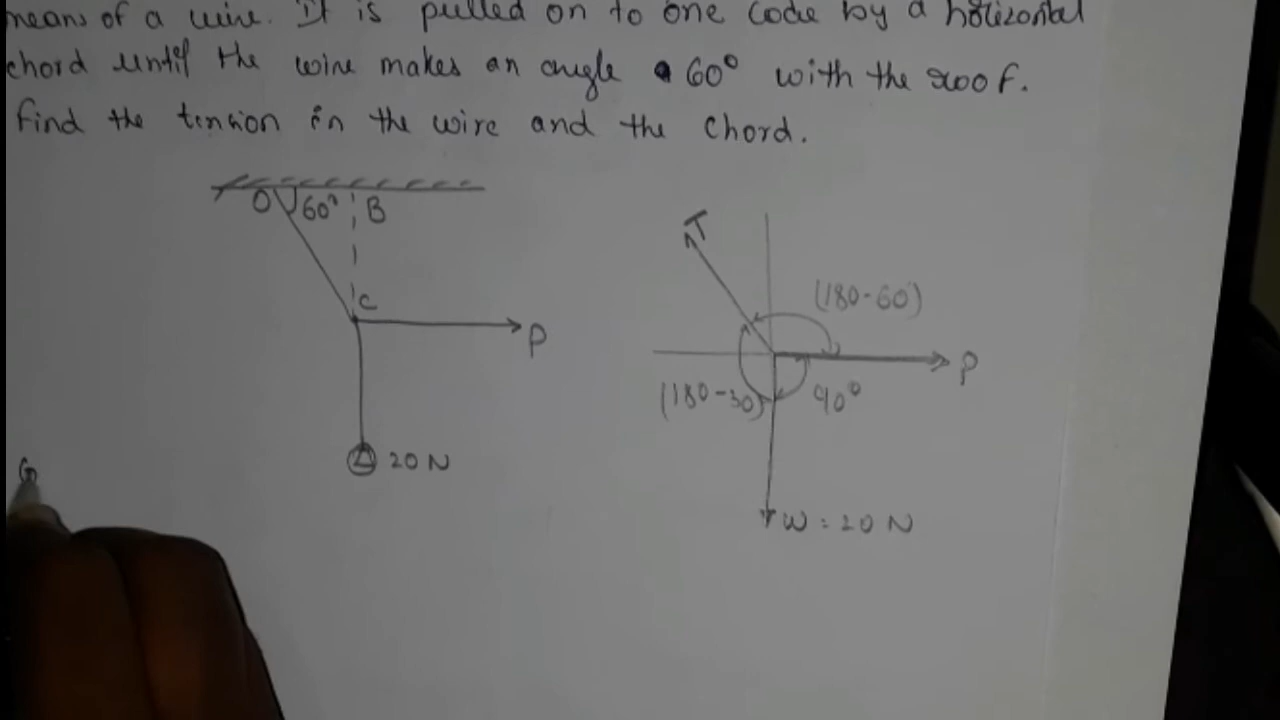 means of a wire. It is pulled on to one code by a horizontal
chord until the wire makes an angle 60° with the roof.
Find the tension in the wire and the chord.
O 60° B
C
P
20 N
T
(180-60)
P
(180-30) 90°
W = 20 N
G